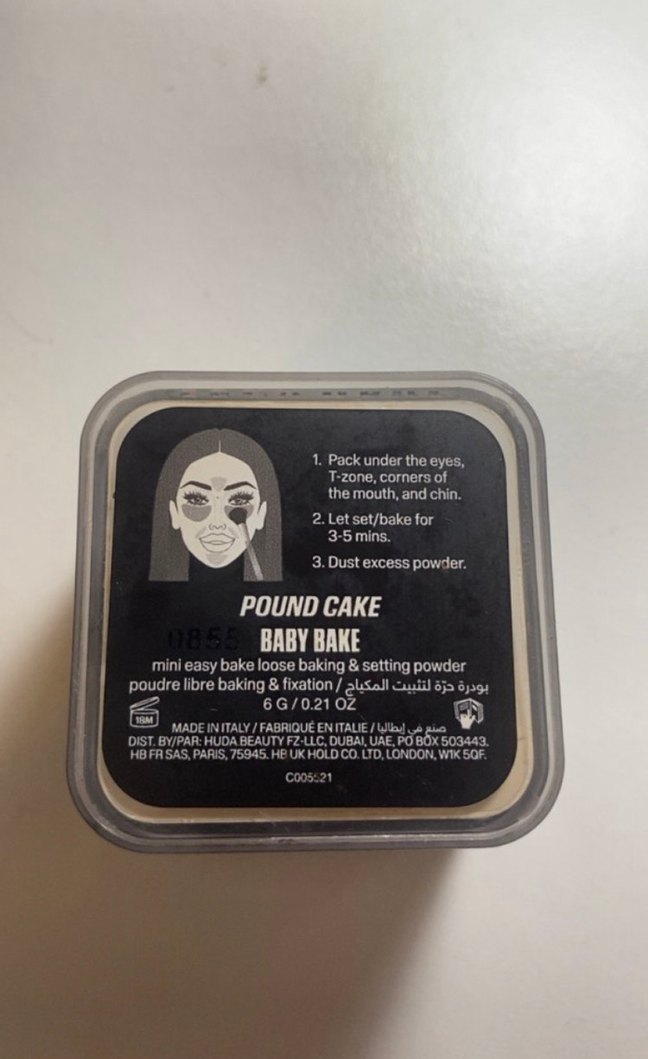 1. Pack under the eyes,
T-zone, corners of
the mouth, and chin.
2. Let set/bake for
3-5 mins.
3. Dust excess powder.
POUND CAKE
0855
BABY BAKE
mini easy bake loose baking & setting powder
poudre libre baking & fixation / بودرة حرّة لتثبيت المكياج
6 G / 0.21 OZ
18M
MADE IN ITALY / FABRIQUÉ EN ITALIE / صنع في إيطاليا
DIST. BY/PAR: HUDA BEAUTY FZ-LLC, DUBAI, UAE, PO BOX 503443.
HB FR SAS, PARIS, 75945. HB UK HOLD CO. LTD, LONDON, W1K 5QF.
C005521